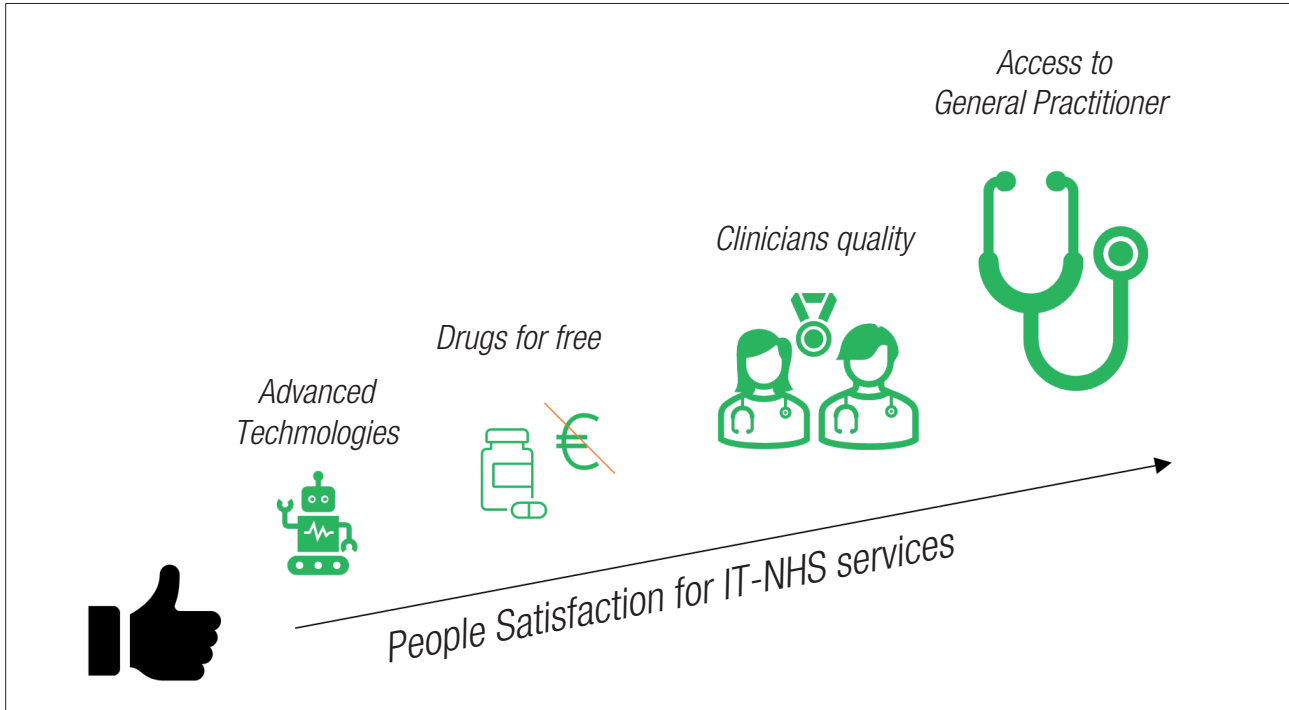 Access to
General Practitioner
Clinicians quality
Drugs for free
Advanced
Techmologies
€
People Satisfaction for IT-NHS services